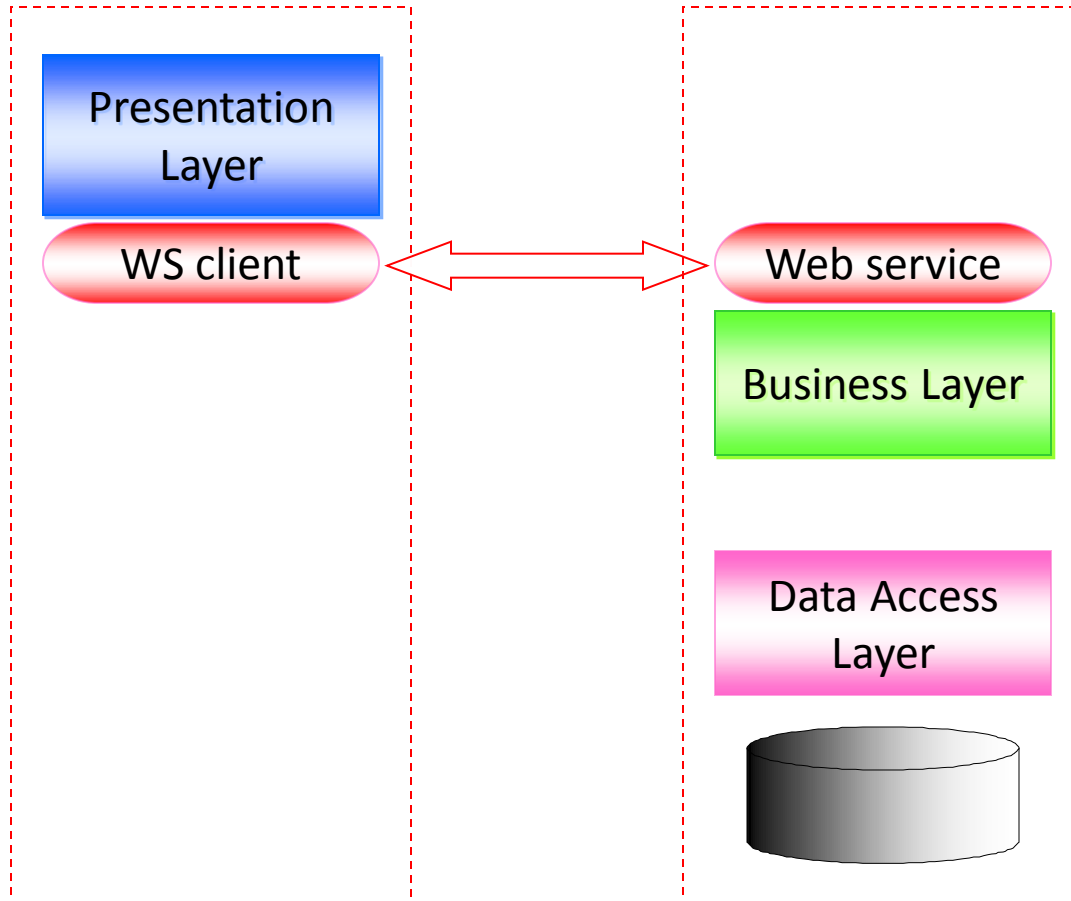 Presentation
Layer
WS client
Web service
Business Layer
Data Access
Layer